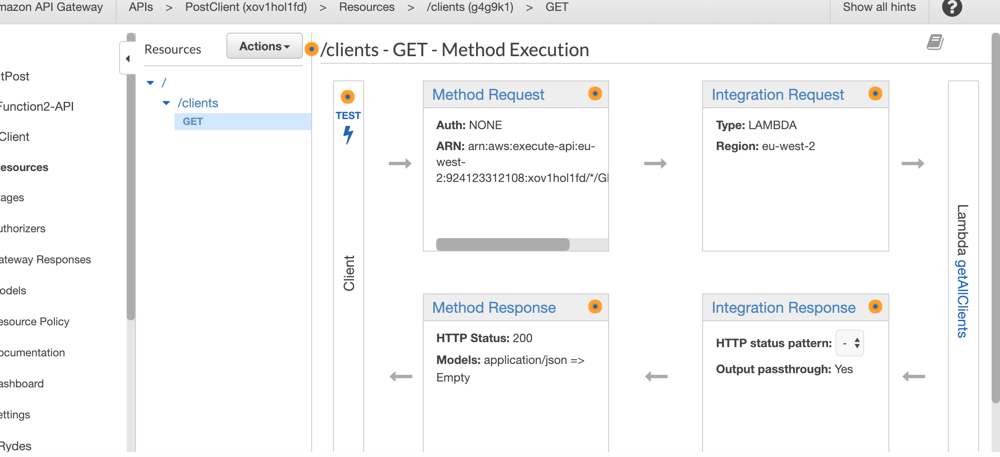 mazon API Gateway
APIs > PostClient (xov1hol1fd) > Resources > /clients (g4g9k1) > GET
Show all hints
?
tPost
Function2-API
Client
esources
ages
uthorizers
ateway Responses
odels
esource Policy
ocumentation
ashboard
ettings
Rydes
Resources
Actions
/
/clients
GET
/clients - GET - Method Execution
TEST
Client
Method Request
Auth: NONE
ARN: arn:aws:execute-api:eu-
west-
2:924123312108:xov1hol1fd/*/GE
Integration Request
Type: LAMBDA
Region: eu-west-2
Lambda getAllClients
Method Response
HTTP Status: 200
Models: application/json =>
Empty
Integration Response
HTTP status pattern: -
Output passthrough: Yes